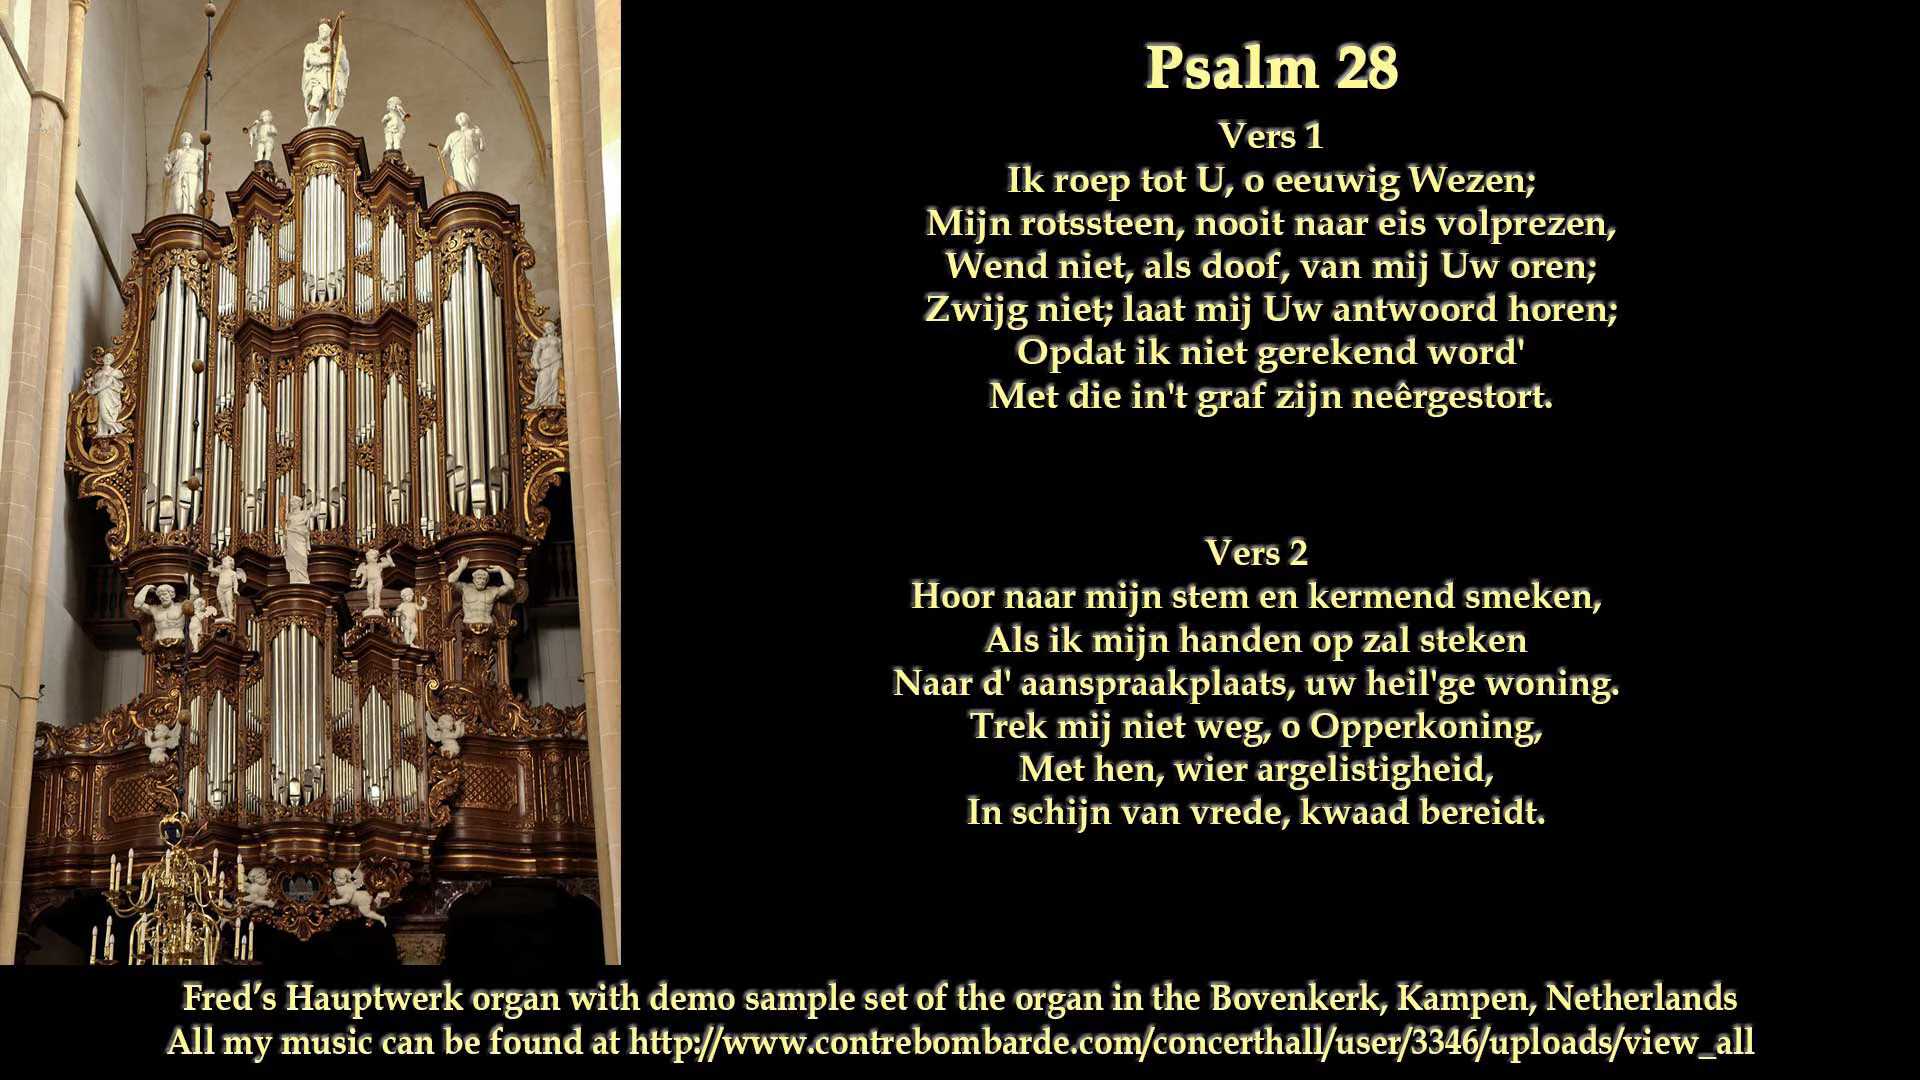 Psalm 28
Vers 1
Ik roep tot U, o eeuwig Wezen;
Mijn rotssteen, nooit naar eis volprezen,
Wend niet, als doof, van mij Uw oren;
Zwijg niet; laat mij Uw antwoord horen;
Opdat ik niet gerekend word'
Met die in't graf zijn neêrgestort.
Vers 2
Hoor naar mijn stem en kermend smeken,
Als ik mijn handen op zal steken
Naar d' aanspraakplaats, uw heil'ge woning.
Trek mij niet weg, o Opperkoning,
Met hen, wier argelistigheid,
In schijn van vrede, kwaad bereidt.
Fred’s Hauptwerk organ with demo sample set of the organ in the Bovenkerk, Kampen, Netherlands
All my music can be found at http://www.contrebombarde.com/concerthall/user/3346/uploads/view_all